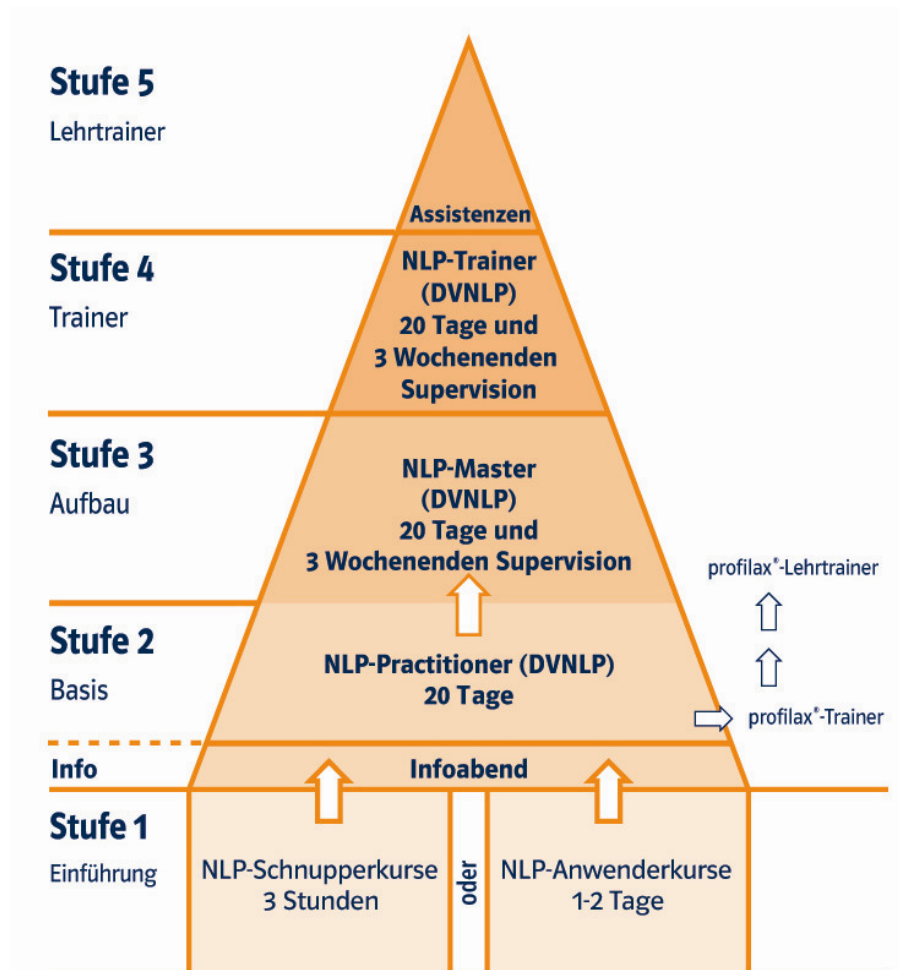 Stufe 5
Lehrtrainer
Assistenzen
Stufe 4
Trainer
NLP-Trainer
(DVNLP)
20 Tage und
3 Wochenenden
Supervision
Stufe 3
Aufbau
NLP-Master
(DVNLP)
20 Tage und
3 Wochenenden Supervision
profilax®-Lehrtrainer
Stufe 2
Basis
NLP-Practitioner (DVNLP)
20 Tage
profilax®-Trainer
Info
Infoabend
Stufe 1
Einführung
NLP-Schnupperkurse
3 Stunden
oder
NLP-Anwenderkurse
1-2 Tage